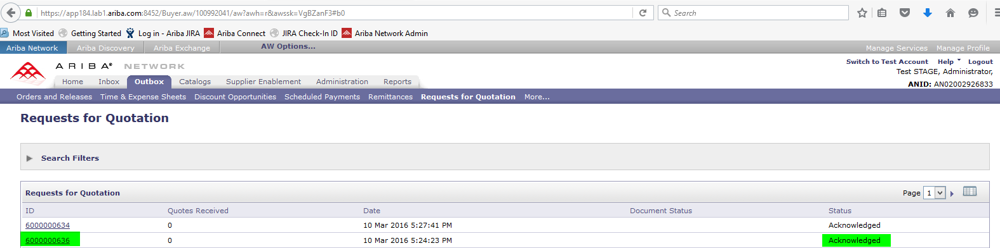 https://app184.lab1.ariba.com:8452/Buyer.aw/100992041/aw?awh=r&awssk=VgBZanF3#b0 Search
Most Visited Getting Started Log in - Ariba JIRA Ariba Connect JIRA Check-In ID Ariba Network Admin
Ariba Network Ariba Discovery Ariba Exchange AW Options... Manage Services Manage Profile
ARIBA® NETWORK
Switch to Test Account Help Logout
Test STAGE, Administrator,
ANID: AN02002926833
Home Inbox Outbox Catalogs Supplier Enablement Administration Reports
Orders and Releases Time & Expense Sheets Discount Opportunities Scheduled Payments Remittances Requests for Quotation More...
Requests for Quotation
Search Filters
Requests for Quotation Page 1
ID Quotes Received Date Document Status Status
6000000634 0 10 Mar 2016 5:27:41 PM Acknowledged
6000000636 0 10 Mar 2016 5:24:23 PM Acknowledged